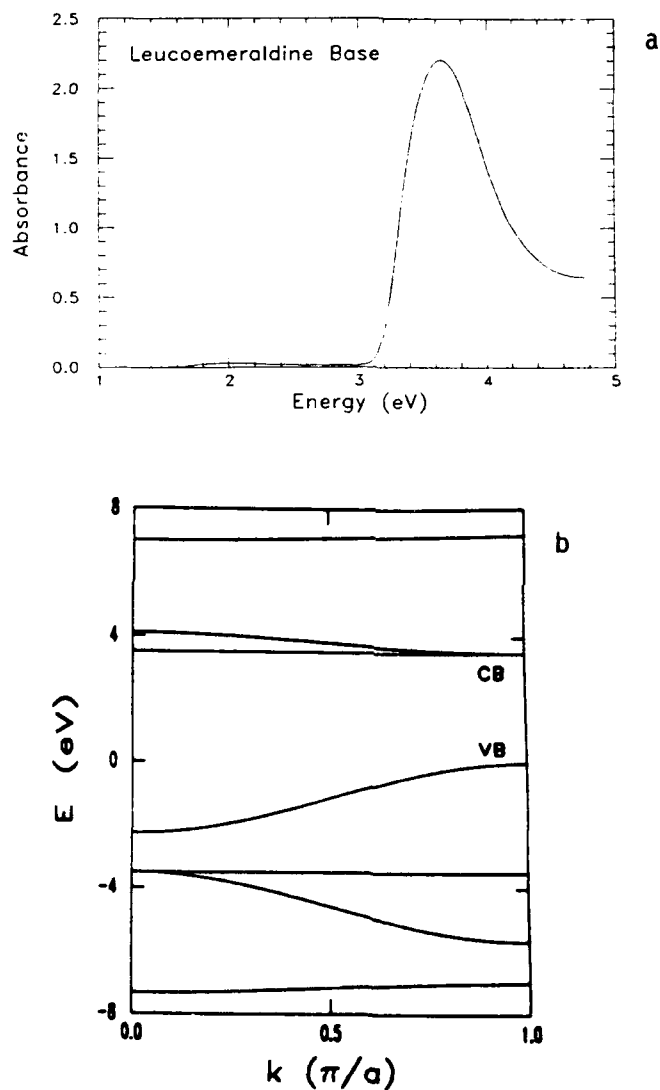 a
2.5
Leucoemeraldine Base
2.0
1.5
1.0
0.5
0.0
Absorbance
1 2 3 4 5
Energy (eV)
b
8
4
CB
0
VB
-4
-8
E (eV)
0.0 0.5 1.0
k (π/a)